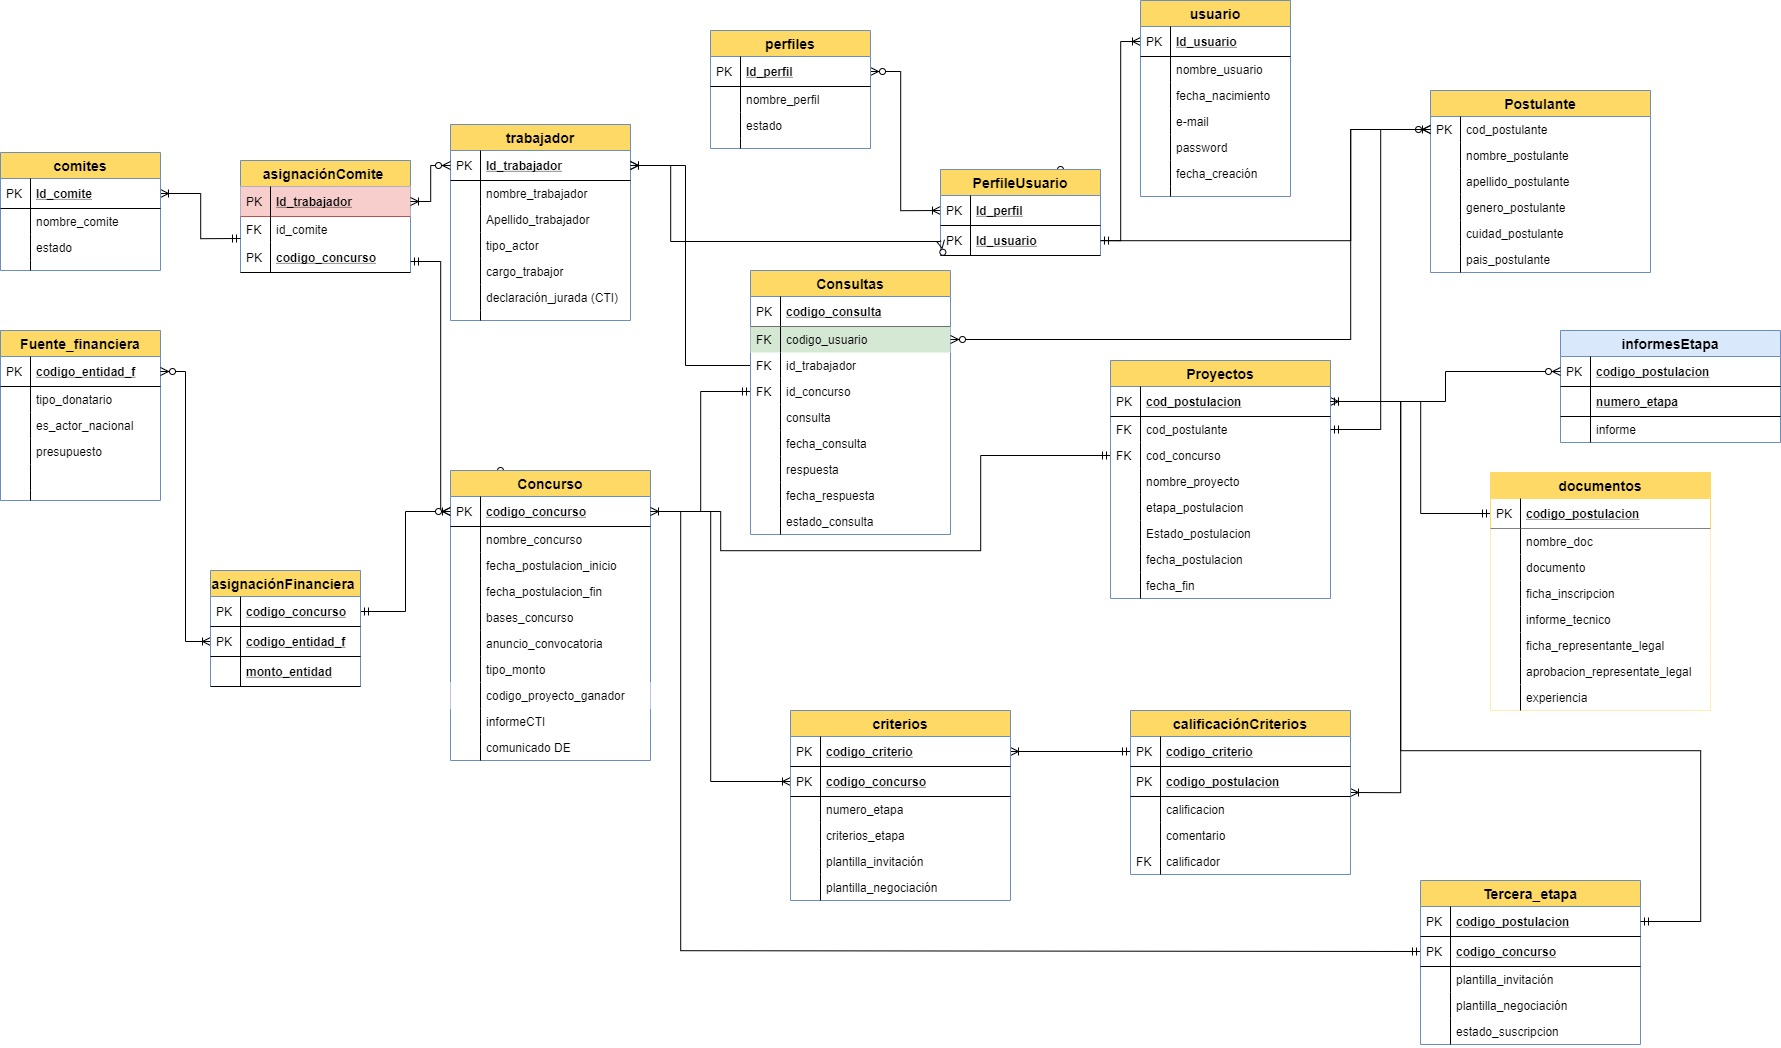 comites
PK Id_comite
nombre_comite
estado
asignaciónComite
PK Id_trabajador
FK id_comite
PK codigo_concurso
trabajador
PK Id_trabajador
nombre_trabajador
Apellido_trabajador
tipo_actor
cargo_trabajor
declaración_jurada (CTI)
perfiles
PK Id_perfil
nombre_perfil
estado
PerfileUsuario
PK Id_perfil
PK Id_usuario
usuario
PK Id_usuario
nombre_usuario
fecha_nacimiento
e-mail
password
fecha_creación
Postulante
PK cod_postulante
nombre_postulante
apellido_postulante
genero_postulante
cuidad_postulante
pais_postulante
Fuente_financiera
PK codigo_entidad_f
tipo_donatario
es_actor_nacional
presupuesto
Consultas
PK codigo_consulta
FK codigo_usuario
FK id_trabajador
FK id_concurso
consulta
fecha_consulta
respuesta
fecha_respuesta
estado_consulta
Proyectos
PK cod_postulacion
FK cod_postulante
FK cod_concurso
nombre_proyecto
etapa_postulacion
Estado_postulacion
fecha_postulacion
fecha_fin
informesEtapa
PK codigo_postulacion
numero_etapa
informe
documentos
PK codigo_postulacion
nombre_doc
documento
ficha_inscripcion
informe_tecnico
ficha_representante_legal
aprobacion_representate_legal
experiencia
asignaciónFinanciera
PK codigo_concurso
PK codigo_entidad_f
monto_entidad
Concurso
PK codigo_concurso
nombre_concurso
fecha_postulacion_inicio
fecha_postulacion_fin
bases_concurso
anuncio_convocatoria
tipo_monto
codigo_proyecto_ganador
informeCTI
comunicado DE
criterios
PK codigo_criterio
PK codigo_concurso
numero_etapa
criterios_etapa
plantilla_invitación
plantilla_negociación
calificaciónCriterios
PK codigo_criterio
PK codigo_postulacion
calificacion
comentario
FK calificador
Tercera_etapa
PK codigo_postulacion
PK codigo_concurso
plantilla_invitación
plantilla_negociación
estado_suscripcion